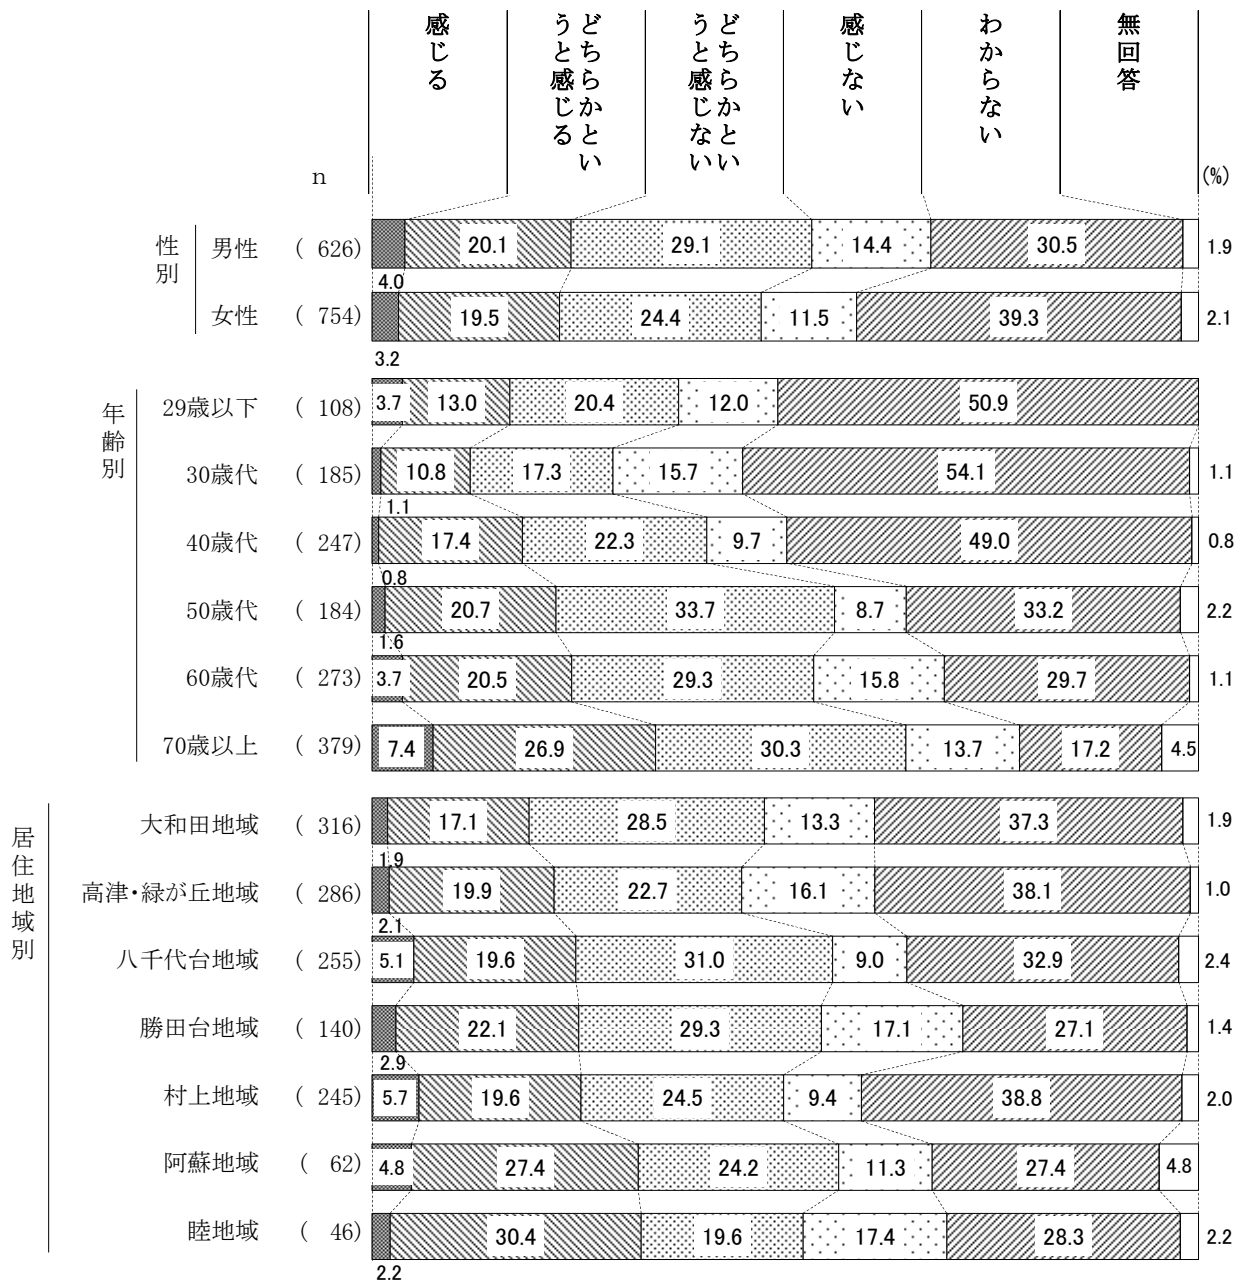 感じる
どちらかとい
うと感じる
どちらかとい
うと感じない
感じない
わからない
無回答
n
(%)
性別
男性 ( 626) 20.1 29.1 14.4 30.5 1.9
4.0
女性 ( 754) 19.5 24.4 11.5 39.3 2.1
3.2
年齢別
29歳以下 ( 108) 3.7 13.0 20.4 12.0 50.9
30歳代 ( 185) 10.8 17.3 15.7 54.1 1.1
1.1
40歳代 ( 247) 17.4 22.3 9.7 49.0 0.8
0.8
50歳代 ( 184) 20.7 33.7 8.7 33.2 2.2
1.6
60歳代 ( 273) 3.7 20.5 29.3 15.8 29.7 1.1
70歳以上 ( 379) 7.4 26.9 30.3 13.7 17.2 4.5
居住地域別
大和田地域 ( 316) 17.1 28.5 13.3 37.3 1.9
1.9
高津・緑が丘地域 ( 286) 19.9 22.7 16.1 38.1 1.0
2.1
八千代台地域 ( 255) 5.1 19.6 31.0 9.0 32.9 2.4
勝田台地域 ( 140) 22.1 29.3 17.1 27.1 1.4
2.9
村上地域 ( 245) 5.7 19.6 24.5 9.4 38.8 2.0
阿蘇地域 ( 62) 4.8 27.4 24.2 11.3 27.4 4.8
睦地域 ( 46) 30.4 19.6 17.4 28.3 2.2
2.2